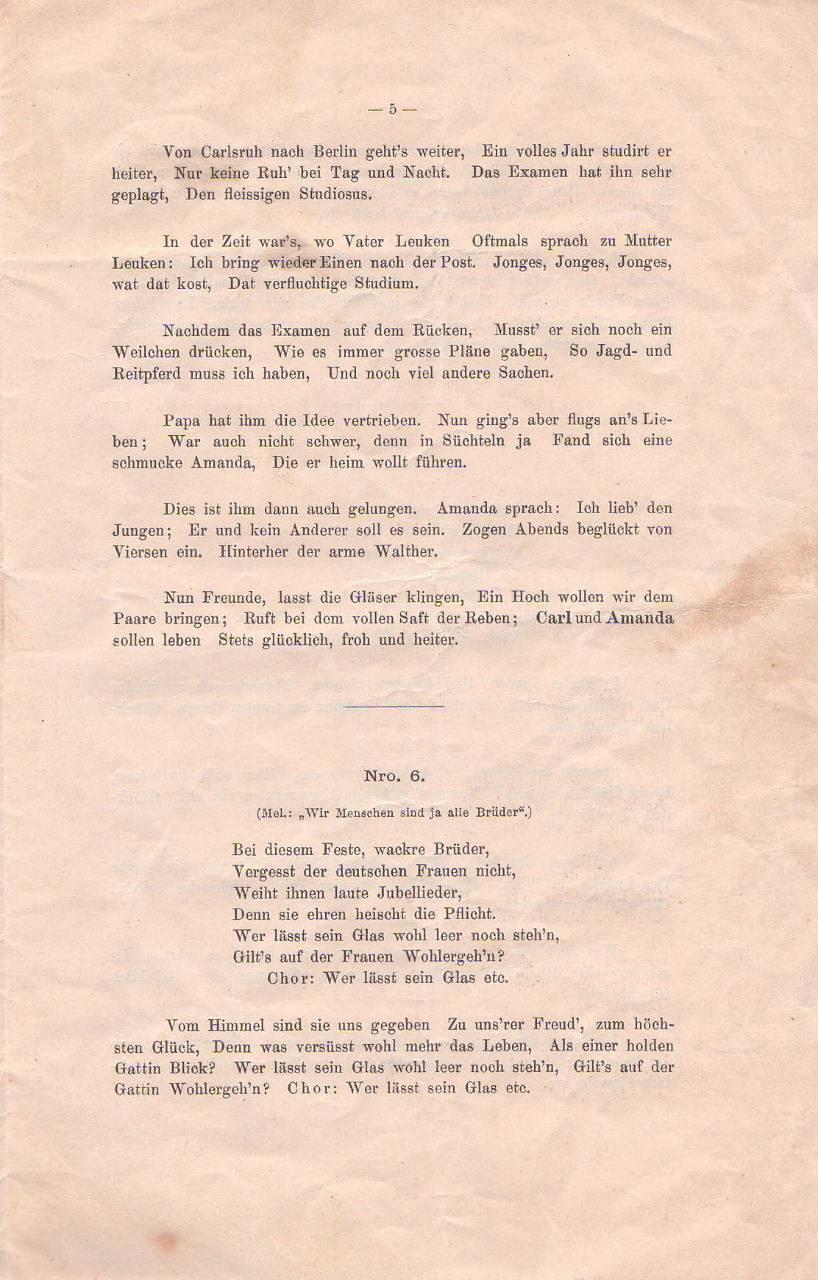 — 5 —
Von Carlsruh nach Berlin geht's weiter, Ein volles Jahr studirt er
heiter, Nur keine Ruh' bei Tag und Nacht. Das Examen hat ihn sehr
geplagt, Den fleissigen Studiosus.
In der Zeit war's, wo Vater Leuken Oftmals sprach zu Mutter
Leuken: Ich bring wieder Einen nach der Post. Jonges, Jonges, Jonges,
wat dat kost, Dat verfluchtige Studium.
Nachdem das Examen auf dem Rücken, Musst' er sich noch ein
Weilchen drücken, Wie es immer grosse Pläne gaben, So Jagd- und
Reitpferd muss ich haben, Und noch viel andere Sachen.
Papa hat ihm die Idee vertrieben. Nun ging's aber flugs an's Lie-
ben; War auch nicht schwer, denn in Süchteln ja Fand sich eine
schmucke Amanda, Die er heim wollt führen.
Dies ist ihm dann auch gelungen. Amanda sprach: Ich lieb' den
Jungen; Er und kein Anderer soll es sein. Zogen Abends beglückt von
Viersen ein. Hinterher der arme Walther.
Nun Freunde, lasst die Gläser klingen, Ein Hoch wollen wir dem
Paare bringen; Ruft bei dem vollen Saft der Reben; Carl und Amanda
sollen leben Stets glücklich, froh und heiter.
Nro. 6.
(Mel.: „Wir Menschen sind ja alle Brüder“.)
Bei diesem Feste, wackre Brüder,
Vergesst der deutschen Frauen nicht,
Weiht ihnen laute Jubellieder,
Denn sie ehren heischt die Pflicht.
Wer lässt sein Glas wohl leer noch steh'n,
Gilt's auf der Frauen Wohlergeh'n?
Chor: Wer lässt sein Glas etc.
Vom Himmel sind sie uns gegeben Zu uns'rer Freud', zum höch-
sten Glück, Denn was versüsst wohl mehr das Leben, Als einer holden
Gattin Blick? Wer lässt sein Glas wohl leer noch steh'n, Gilt's auf der
Gattin Wohlergeh'n? Chor: Wer lässt sein Glas etc.